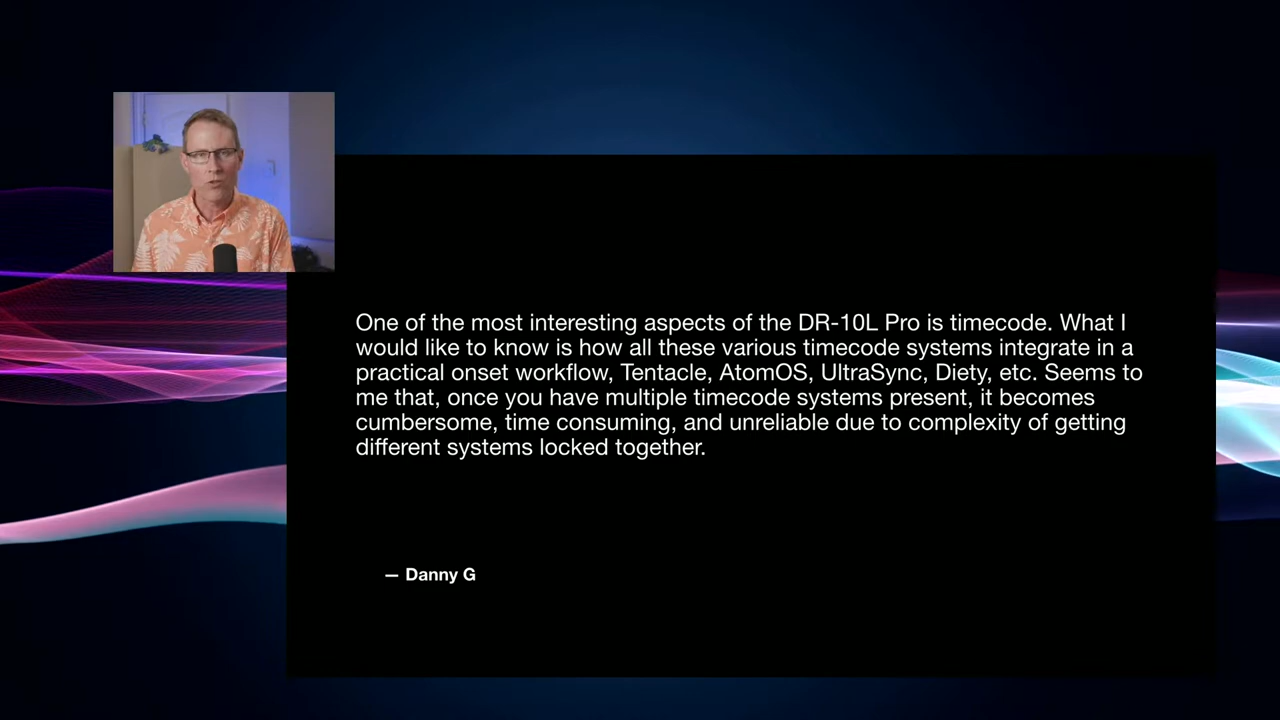 One of the most interesting aspects of the DR-10L Pro is timecode. What I
would like to know is how all these various timecode systems integrate in a
practical onset workflow, Tentacle, AtomOS, UltraSync, Diety, etc. Seems to
me that, once you have multiple timecode systems present, it becomes
cumbersome, time consuming, and unreliable due to complexity of getting
different systems locked together.
— Danny G